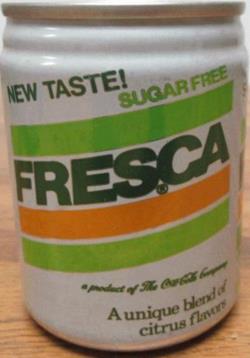 NEW TASTE!
SUGAR FREE
FRESCA®
a product of The Coca-Cola Company
A unique blend of
citrus flavors